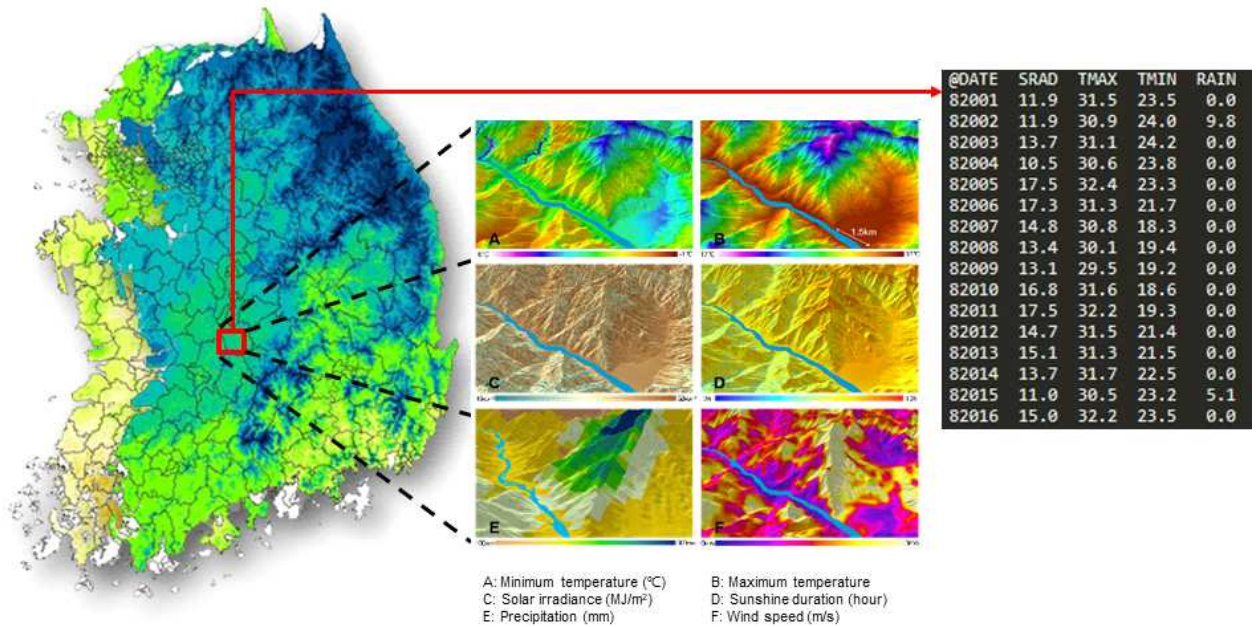 @DATE SRAD TMAX TMIN RAIN
82001 11.9 31.5 23.5 0.0
82002 11.9 30.9 24.0 9.8
82003 13.7 31.1 24.2 0.0
82004 10.5 30.6 23.8 0.0
82005 17.5 32.4 23.3 0.0
82006 17.3 31.3 21.7 0.0
82007 14.8 30.8 18.3 0.0
82008 13.4 30.1 19.4 0.0
82009 13.1 29.5 19.2 0.0
82010 16.8 31.6 18.6 0.0
82011 17.5 32.2 19.3 0.0
82012 14.7 31.5 21.4 0.0
82013 15.1 31.3 21.5 0.0
82014 13.7 31.7 22.5 0.0
82015 11.0 30.5 23.2 5.1
82016 15.0 32.2 23.5 0.0
A
B
1.5km
C
D
E
F
A: Minimum temperature (℃) B: Maximum temperature
C: Solar irradiance (MJ/m²) D: Sunshine duration (hour)
E: Precipitation (mm) F: Wind speed (m/s)